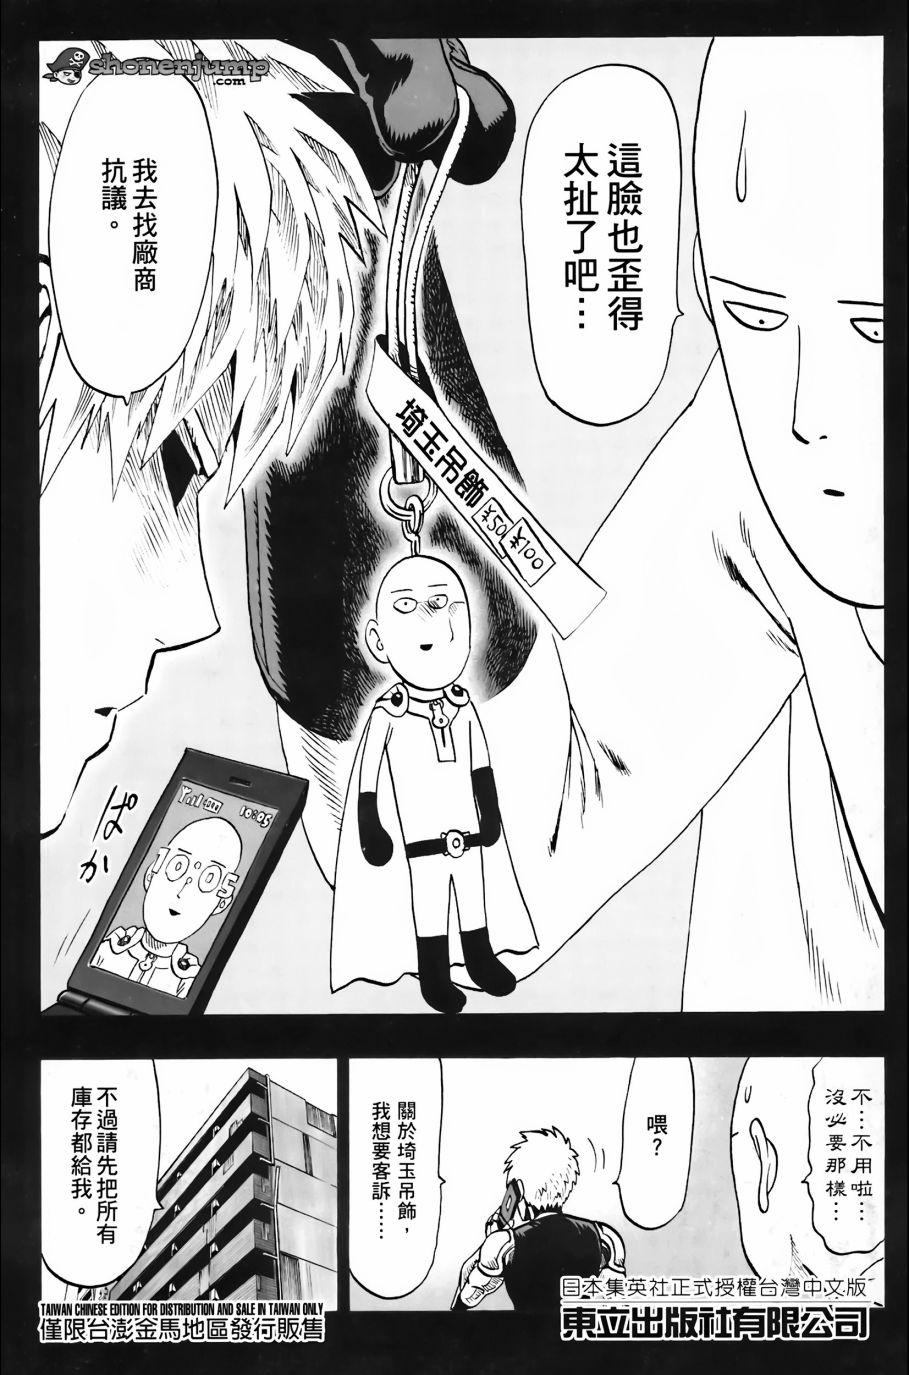 shonenjump
.com
這臉也歪得
太扯了吧…
我去找廠商
抗議。
埼玉吊飾
10:05
10:05
ぱか
不…不用啦…
沒必要那樣…
喂？
關於埼玉吊飾，
我想要客訴……
不過請先把所有
庫存都給我。
日本集英社正式授權台灣中文版
東立出版社有限公司
TAIWAN CHINESE EDITION FOR DISTRIBUTION AND SALE IN TAIWAN ONLY
僅限台澎金馬地區發行販售